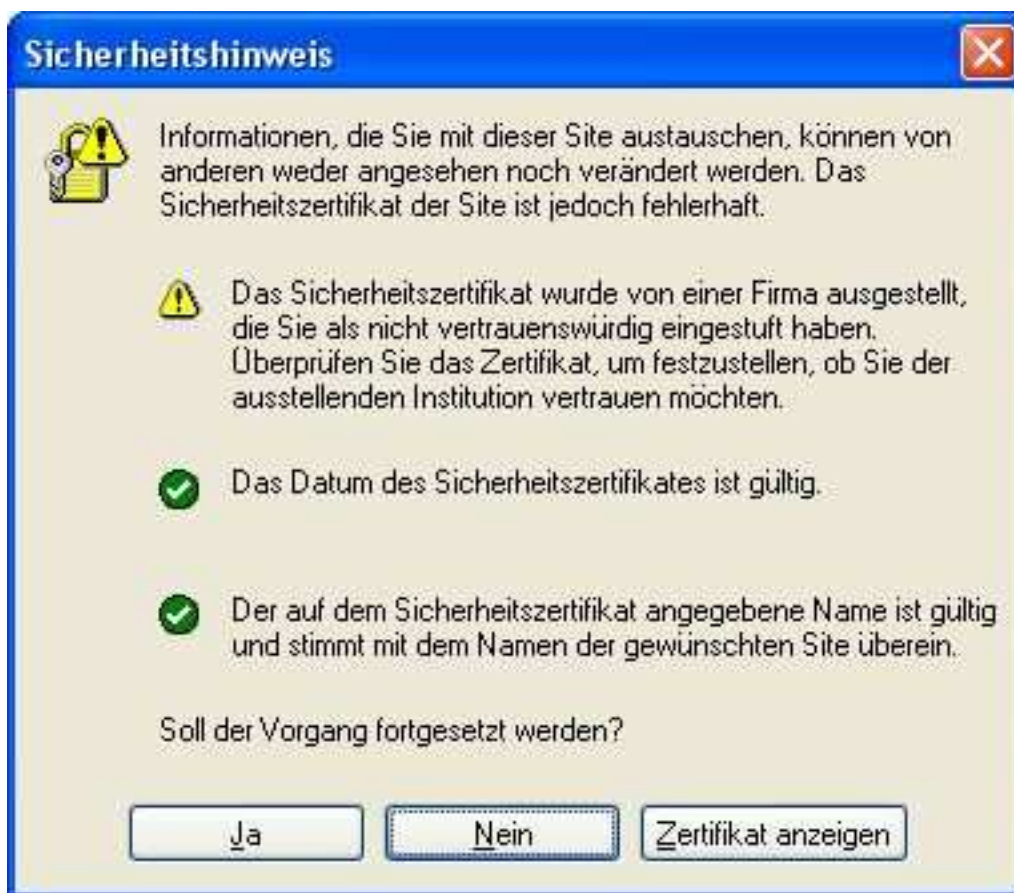 Sicherheitshinweis
Informationen, die Sie mit dieser Site austauschen, können von
anderen weder angesehen noch verändert werden. Das
Sicherheitszertifikat der Site ist jedoch fehlerhaft.
Das Sicherheitszertifikat wurde von einer Firma ausgestellt,
die Sie als nicht vertrauenswürdig eingestuft haben.
Überprüfen Sie das Zertifikat, um festzustellen, ob Sie der
ausstellenden Institution vertrauen möchten.
Das Datum des Sicherheitszertifikates ist gültig.
Der auf dem Sicherheitszertifikat angegebene Name ist gültig
und stimmt mit dem Namen der gewünschten Site überein.
Soll der Vorgang fortgesetzt werden?
Ja Nein Zertifikat anzeigen